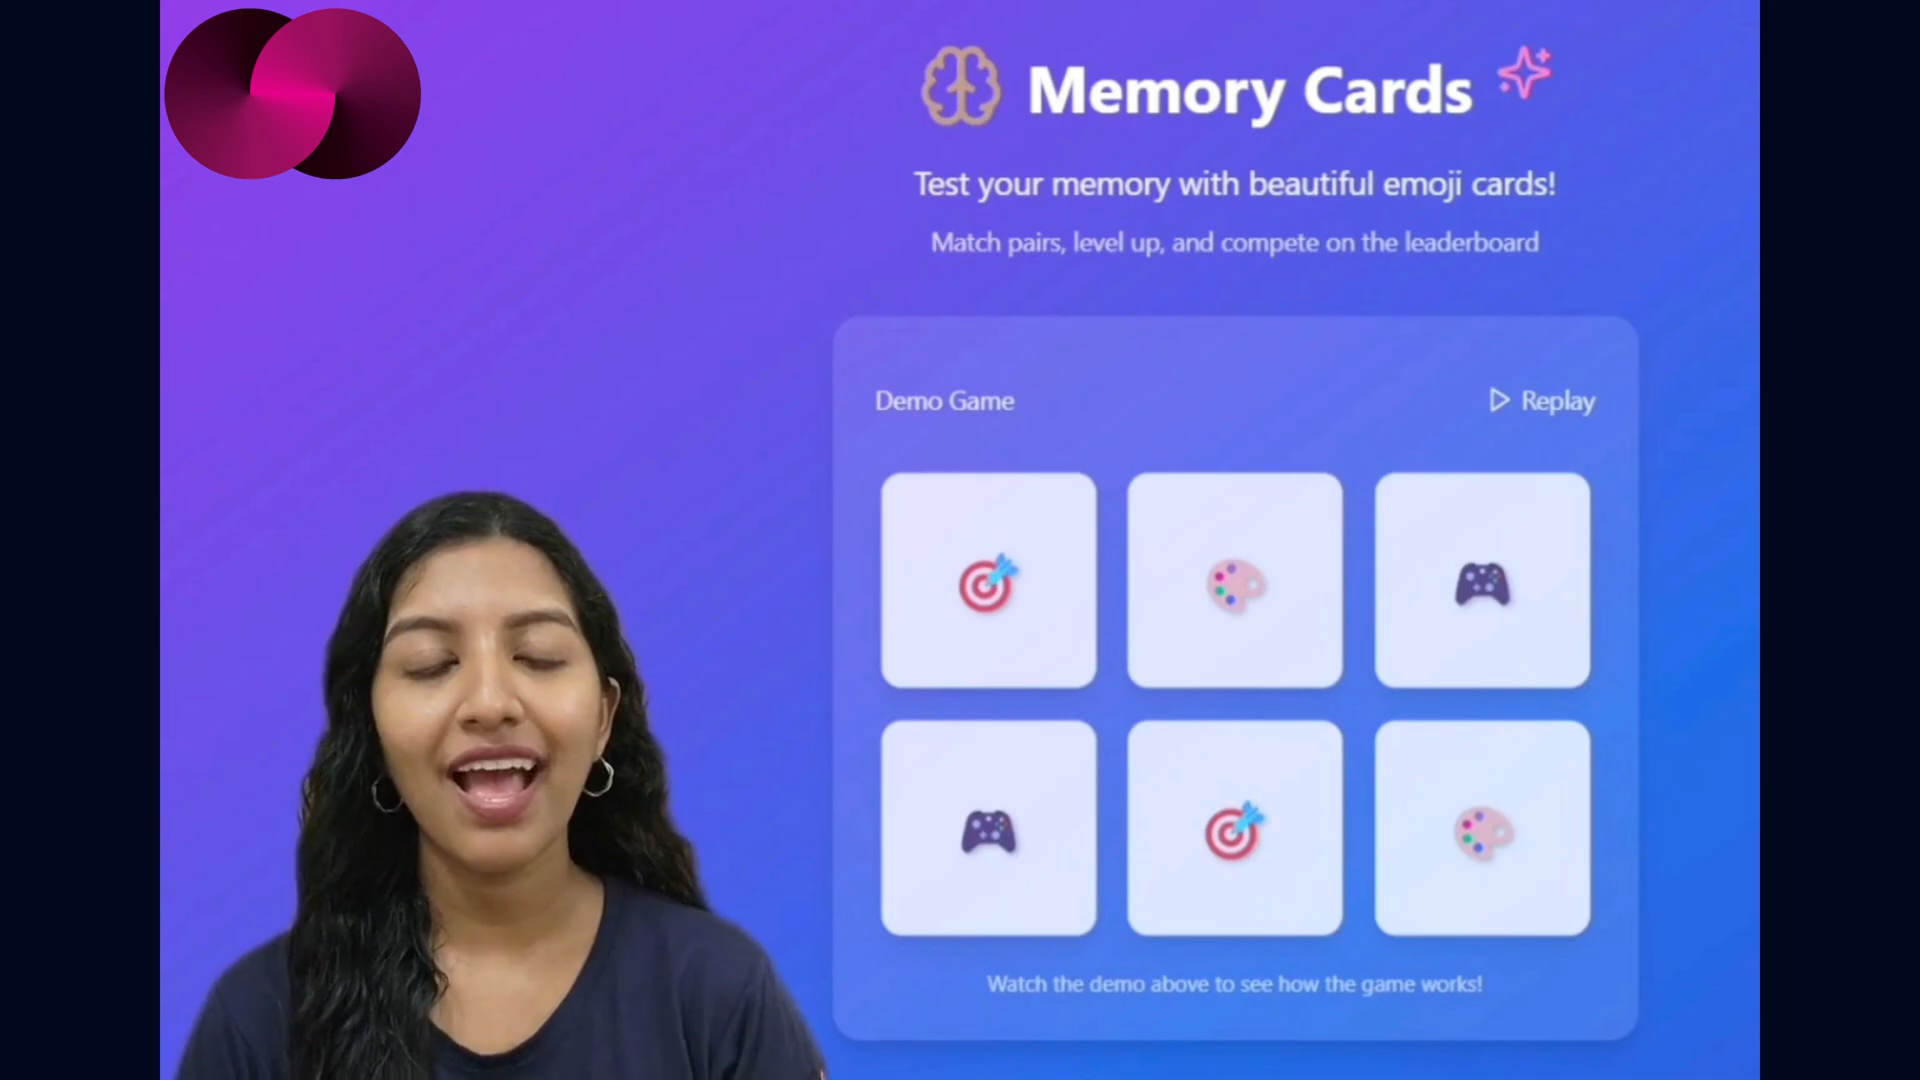 Memory Cards
Test your memory with beautiful emoji cards!
Match pairs, level up, and compete on the leaderboard
Demo Game
Replay
Watch the demo above to see how the game works!